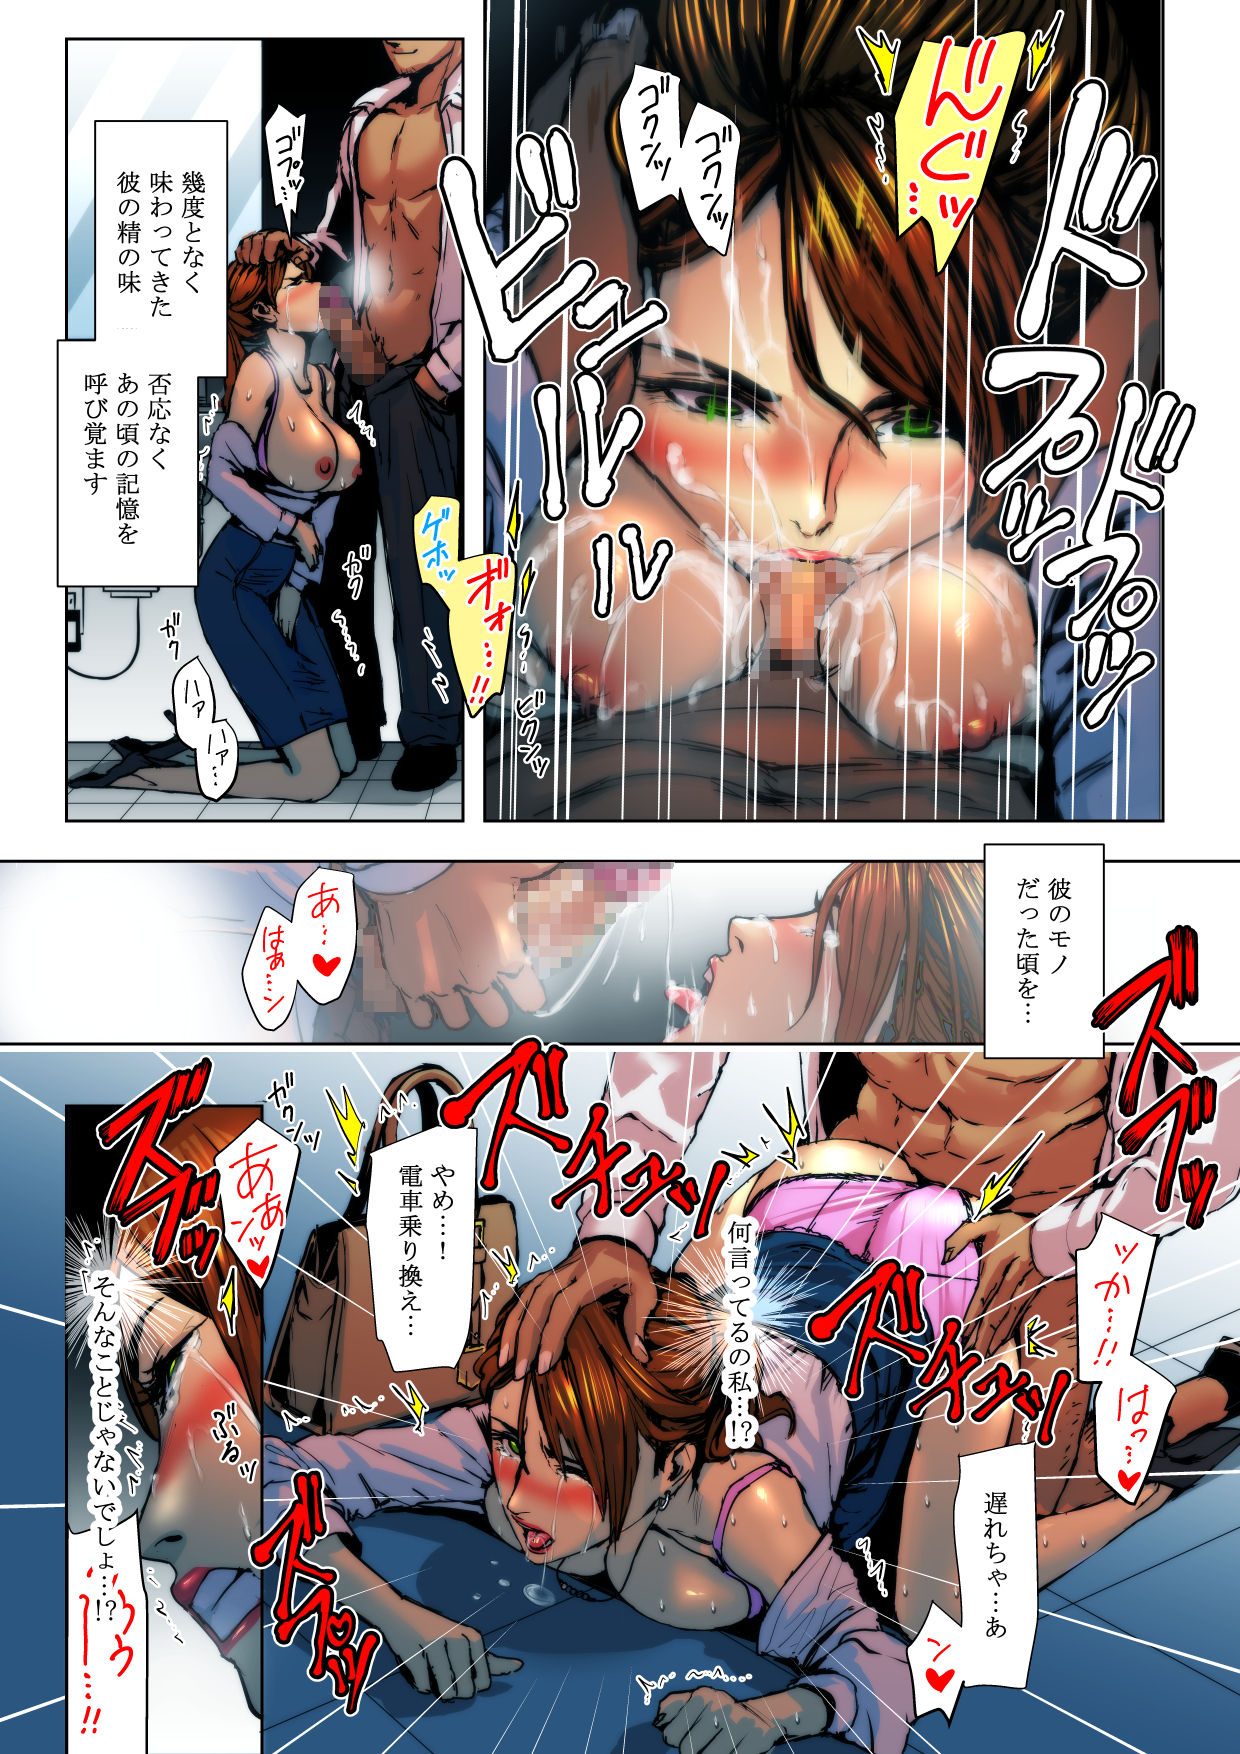 んぐッ…
ゴクンッ
ゴクンッ
ドプッ
ドプッ
ビュルルルル
ゴプッ…
幾度となく
味わってきた
彼の精の味
……
否応なく
あの頃の記憶を
呼び覚ます
ゲホッ
ガク
ガク
ハァ
ハァ…
ビクンッ
彼のモノ
だった頃を…
あ…♥
はぁ…ン
ズブッ
ズチュッ
ズチュッ
ッか…!!
はっ…♥
何言ってるの私…!?
遅れちゃ…あ
ン♥
やめ…!
電車乗り換え…
ガクンッ
ああンッ♥
ズブッ
ズプッ
ぶるッ
そんなことじゃないでしょ…!?